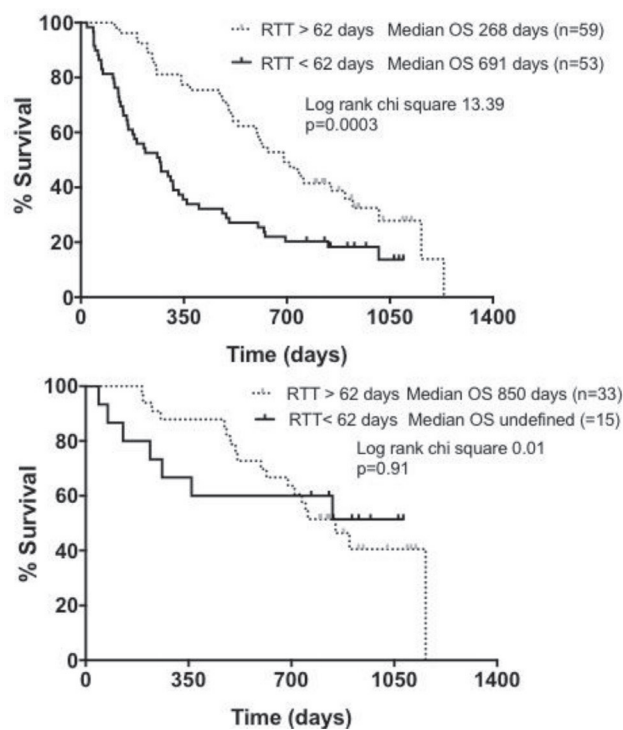 RTT > 62 days Median OS 268 days (n=59)
RTT < 62 days Median OS 691 days (n=53)
Log rank chi square 13.39
p=0.0003
100
80
60
40
20
0
% Survival
0 350 700 1050 1400
Time (days)
RTT > 62 days Median OS 850 days (n=33)
RTT< 62 days Median OS undefined (=15)
Log rank chi square 0.01
p=0.91
100
80
60
40
20
0
% Survival
0 350 700 1050 1400
Time (days)